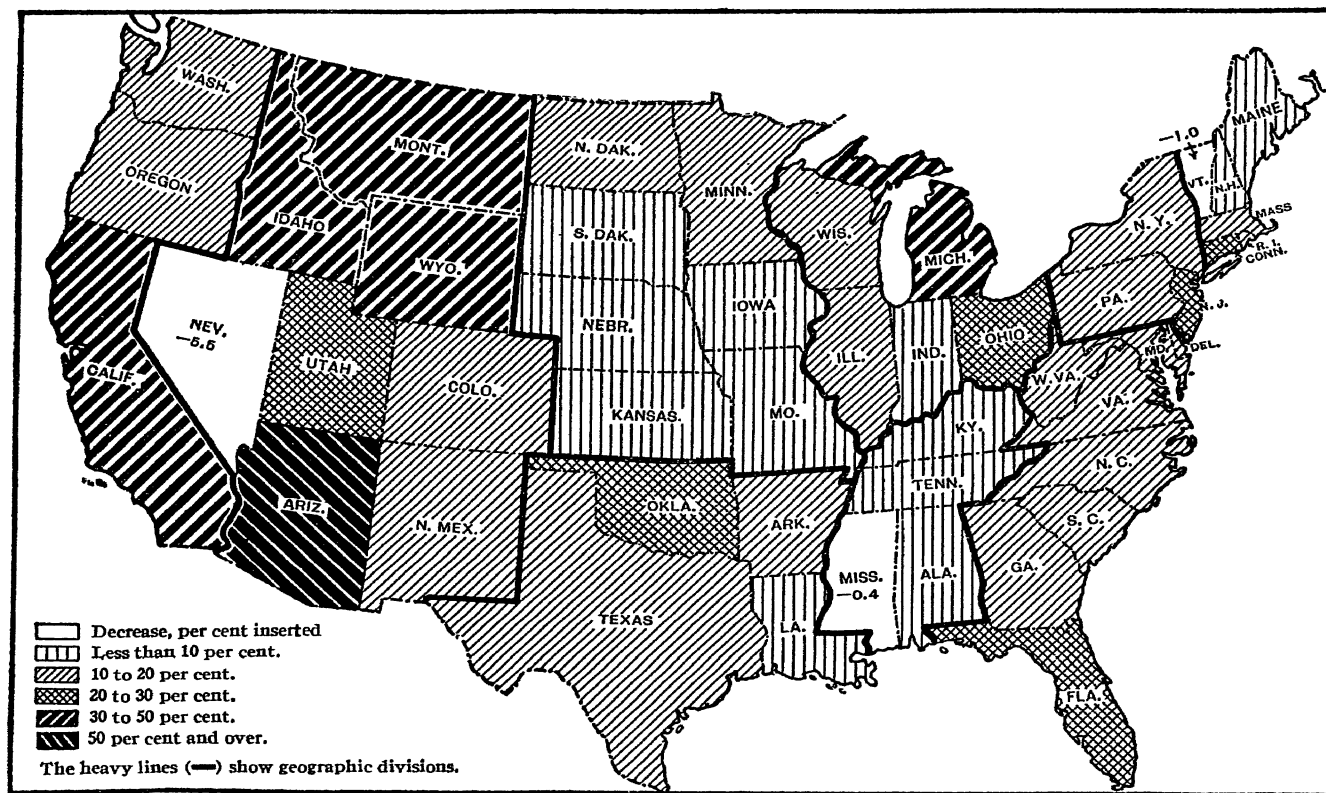 WASH.
OREGON
CALIF.
NEV.
—5.5
IDAHO
MONT.
WYO.
UTAH
ARIZ.
COLO.
N. MEX.
N. DAK.
S. DAK.
NEBR.
KANSAS.
OKLA.
TEXAS
MINN.
IOWA
MO.
ARK.
LA.
WIS.
ILL.
MICH.
IND.
OHIO
KY.
TENN.
MISS.
—0.4
ALA.
GA.
FLA.
S. C.
N. C.
VA.
W. VA.
MD.
DEL.
PA.
N. J.
N. Y.
CONN.
R. I.
MASS
VT.
—1.0
N.H.
MAINE
Decrease, per cent inserted
Less than 10 per cent.
10 to 20 per cent.
20 to 30 per cent.
30 to 50 per cent.
50 per cent and over.
The heavy lines (━) show geographic divisions.